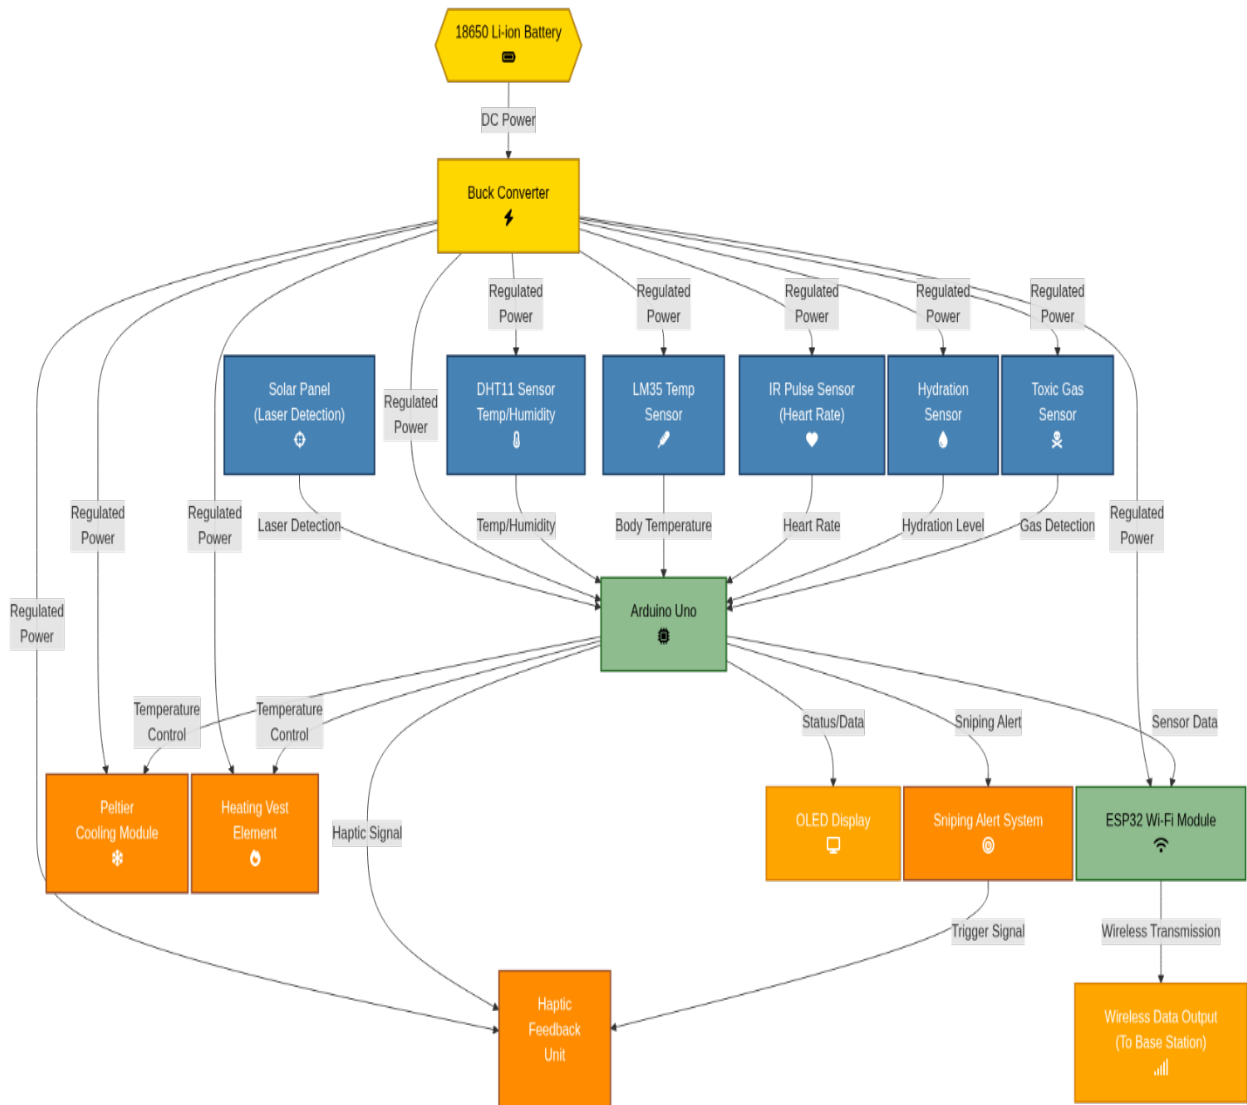 18650 Li-ion Battery
DC Power
Buck Converter
Regulated
Power
Regulated
Power
Regulated
Power
Regulated
Power
Regulated
Power
Solar Panel
(Laser Detection)
DHT11 Sensor
Temp/Humidity
LM35 Temp
Sensor
IR Pulse Sensor
(Heart Rate)
Hydration
Sensor
Toxic Gas
Sensor
Regulated
Power
Regulated
Power
Regulated
Power
Laser Detection
Temp/Humidity
Body Temperature
Heart Rate
Hydration Level
Gas Detection
Regulated
Power
Regulated
Power
Arduino Uno
Temperature
Control
Temperature
Control
Status/Data
Sniping Alert
Sensor Data
Peltier
Cooling Module
Heating Vest
Element
Haptic Signal
OLED Display
Sniping Alert System
ESP32 Wi-Fi Module
Trigger Signal
Wireless Transmission
Haptic
Feedback
Unit
Wireless Data Output
(To Base Station)